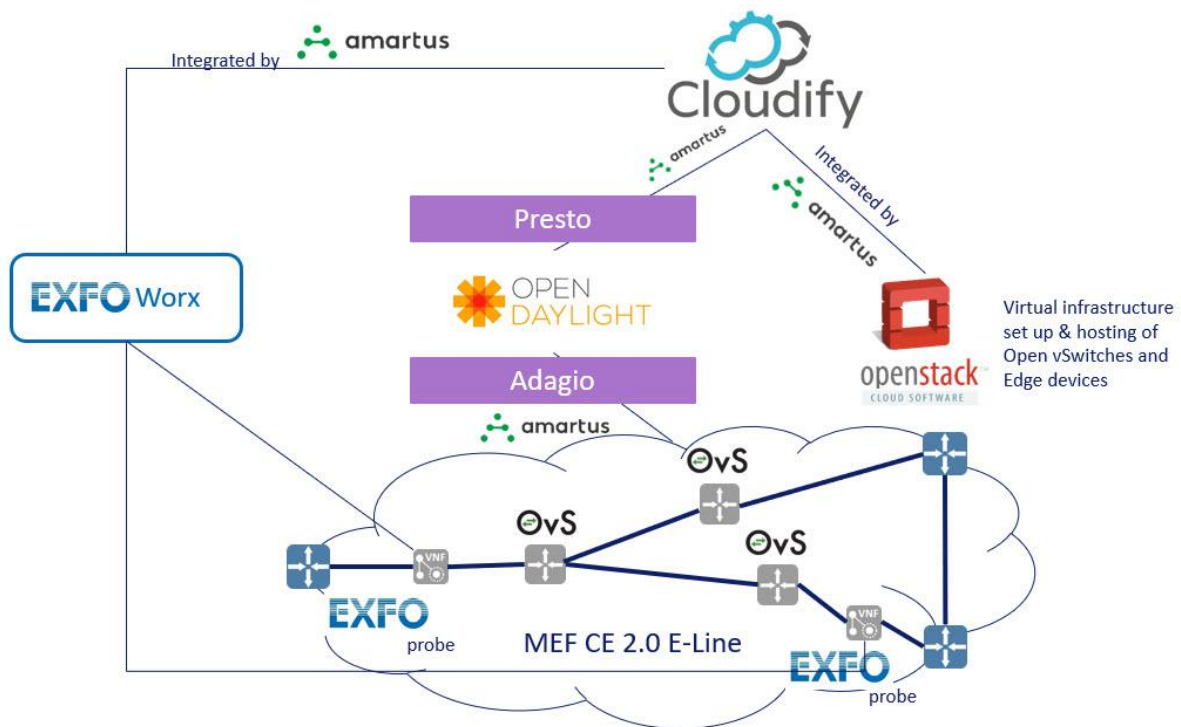 Integrated by
amartus
Cloudify
amartus
Integrated by
amartus
Presto
EXFO Worx
OPEN
DAYLIGHT
Virtual infrastructure
set up & hosting of
Open vSwitches and
Edge devices
openstack
CLOUD SOFTWARE
Adagio
amartus
OvS
OvS
OvS
VNF
EXFO
probe
VNF
MEF CE 2.0 E-Line
EXFO
probe